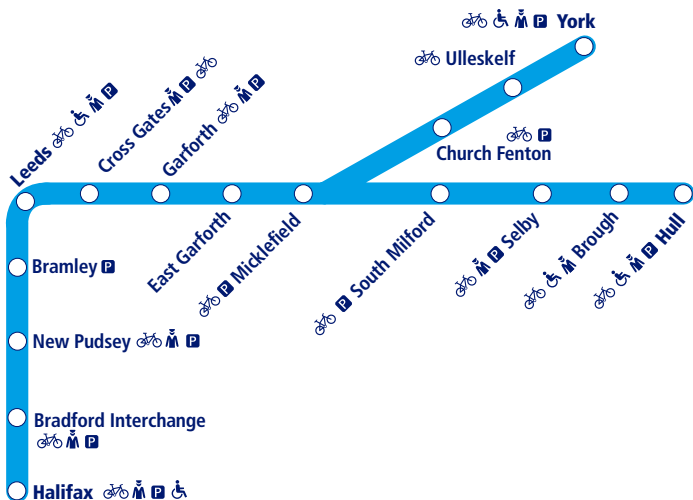 P York
Ulleskelf
P
Church Fenton
Leeds P
Cross Gates P
Garforth P
East Garforth
P Micklefield
P South Milford
P Selby
Brough
P Hull
Bramley P
New Pudsey P
Bradford Interchange
P
Halifax P